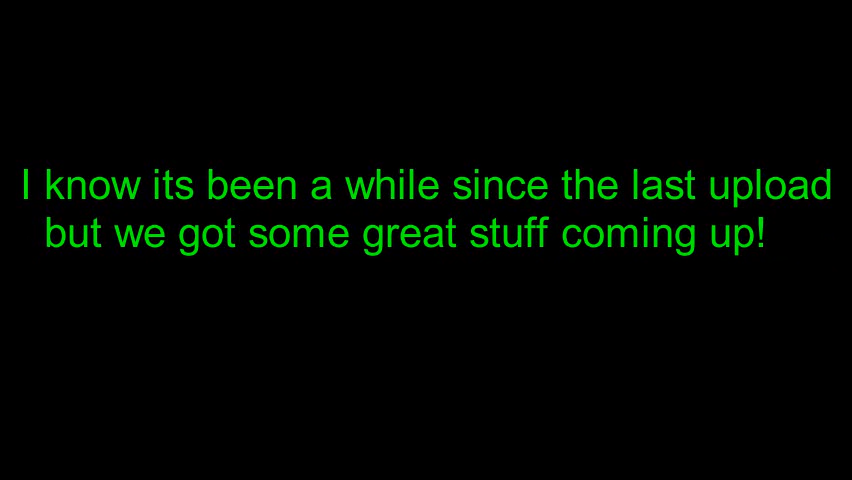 I know its been a while since the last upload
but we got some great stuff coming up!